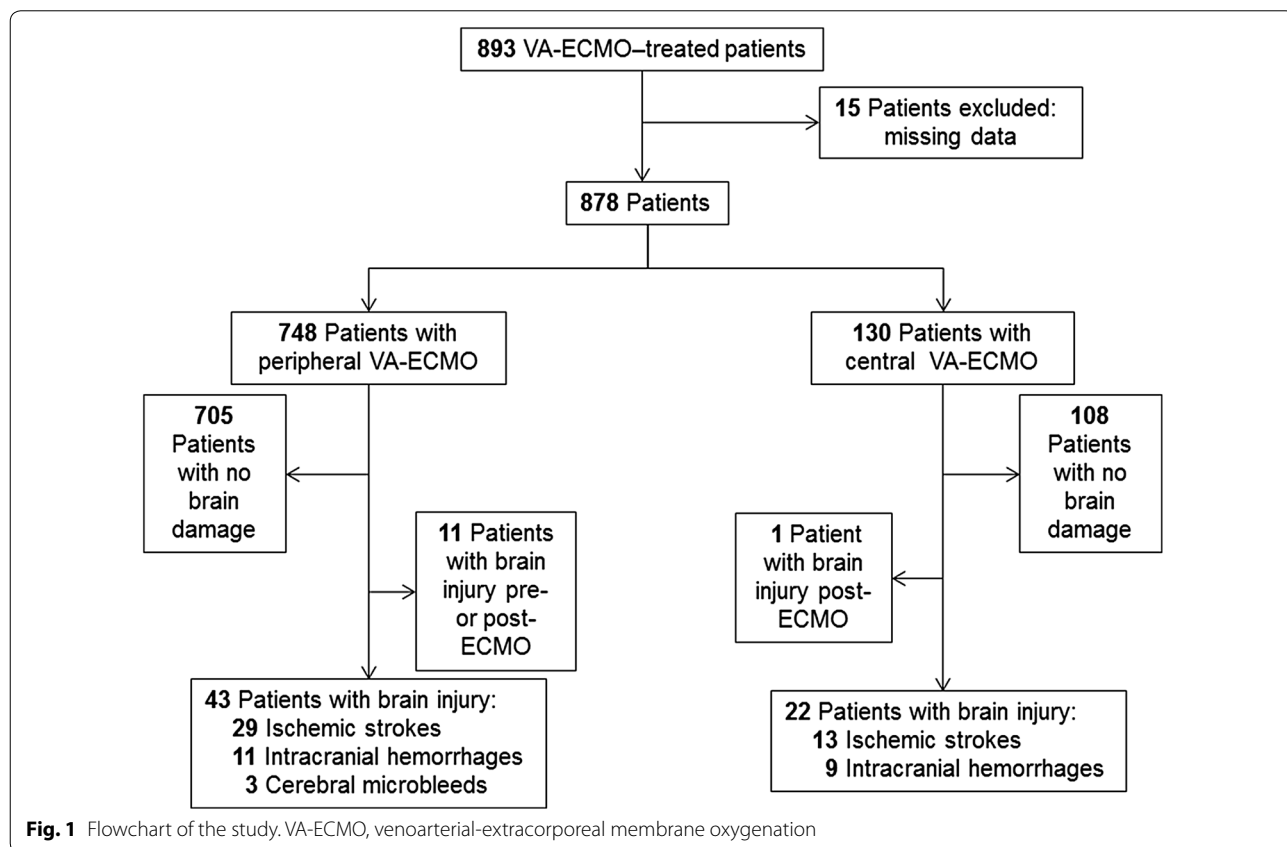 893 VA-ECMO–treated patients
15 Patients excluded:
missing data
878 Patients
748 Patients with
peripheral VA-ECMO
130 Patients with
central VA-ECMO
705
Patients
with no
brain
damage
108
Patients
with no
brain
damage
11 Patients
with brain
injury pre-
or post-
ECMO
1 Patient
with brain
injury post-
ECMO
43 Patients with brain injury:
29 Ischemic strokes
11 Intracranial hemorrhages
3 Cerebral microbleeds
22 Patients with brain injury:
13 Ischemic strokes
9 Intracranial hemorrhages
Fig. 1 Flowchart of the study. VA-ECMO, venoarterial-extracorporeal membrane oxygenation